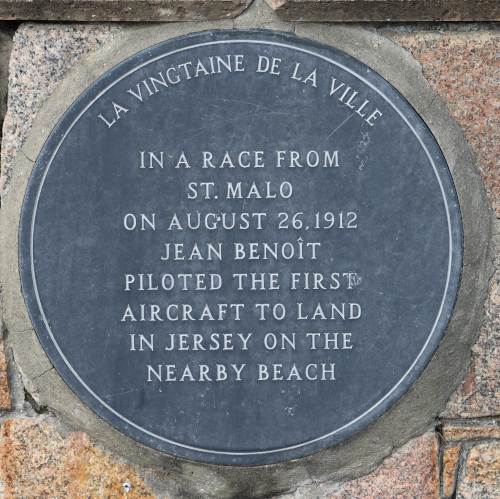 LA VINGTAINE DE LA VILLE
IN A RACE FROM
ST. MALO
ON AUGUST 26, 1912
JEAN BENOÎT
PILOTED THE FIRST
AIRCRAFT TO LAND
IN JERSEY ON THE
NEARBY BEACH